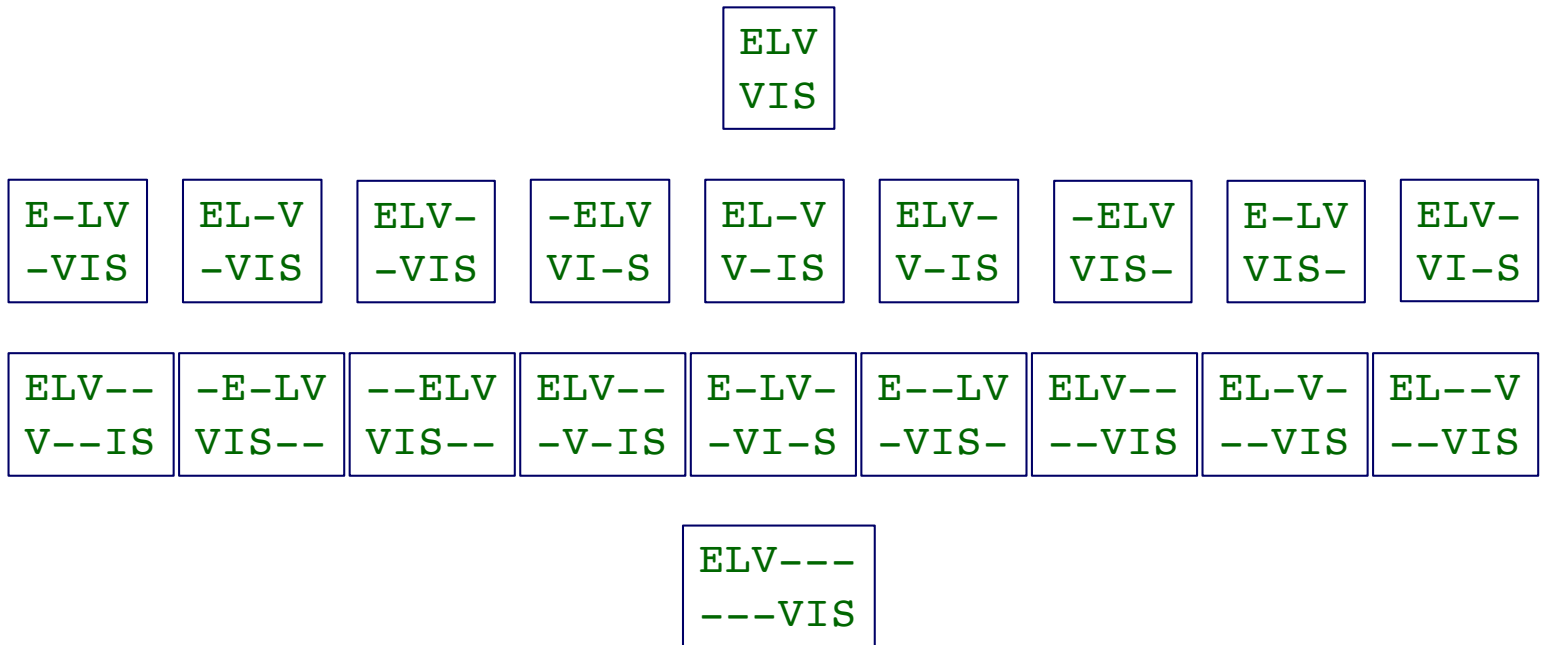 ELV
VIS
E-LV EL-V ELV- -ELV EL-V ELV- -ELV E-LV ELV-
-VIS -VIS -VIS VI-S V-IS V-IS VIS- VIS- VI-S
ELV-- -E-LV --ELV ELV-- E-LV- E--LV ELV-- EL-V- EL--V
V--IS VIS-- VIS-- -V-IS -VI-S -VIS- --VIS --VIS --VIS
ELV---
---VIS